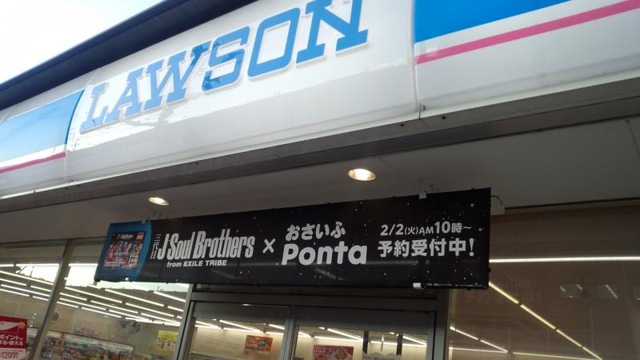 LAWSON
三代目 J Soul Brothers
from EXILE TRIBE
×
おさいふ
Ponta
2/2(火)AM10時~
予約受付中!